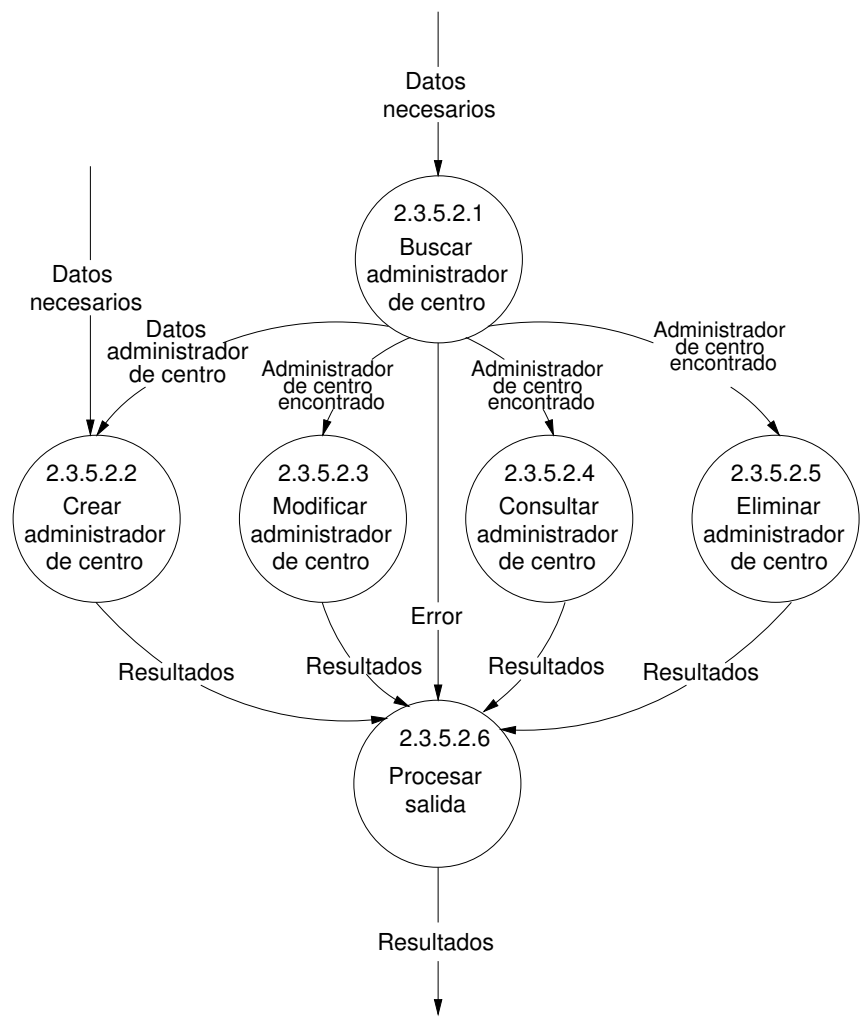 Datos
necesarios
2.3.5.2.1
Buscar
administrador
de centro
Datos
necesarios
Datos
administrador
de centro
Administrador
de centro
encontrado
Administrador
de centro
encontrado
Administrador
de centro
encontrado
2.3.5.2.2
Crear
administrador
de centro
2.3.5.2.3
Modificar
administrador
de centro
2.3.5.2.4
Consultar
administrador
de centro
2.3.5.2.5
Eliminar
administrador
de centro
Error
Resultados
Resultados
Resultados
Resultados
2.3.5.2.6
Procesar
salida
Resultados